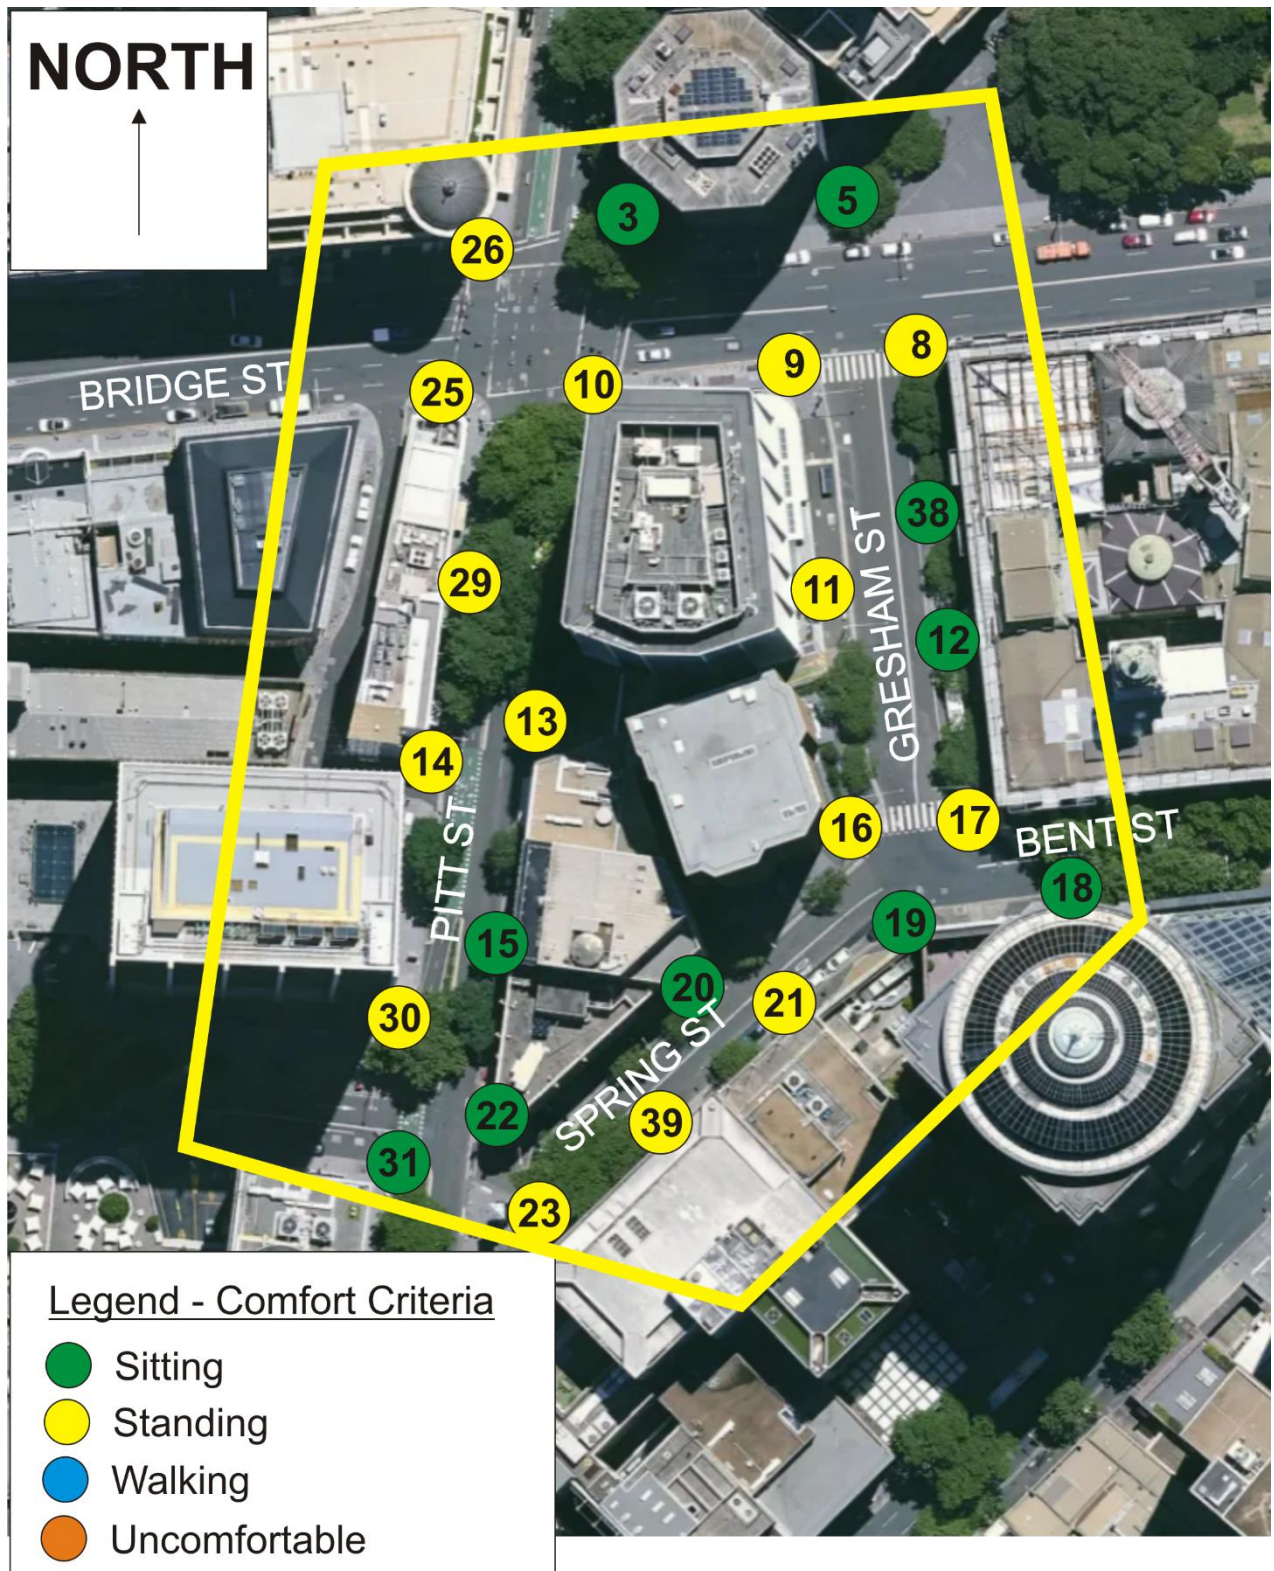 NORTH
3
5
26
8
9
10
25
BRIDGE ST
38
11
29
12
GRESHAM ST
13
14
16
17
BENT ST
PITT ST
18
19
15
20
21
30
SPRING ST
22
39
31
23
Legend - Comfort Criteria
Sitting
Standing
Walking
Uncomfortable